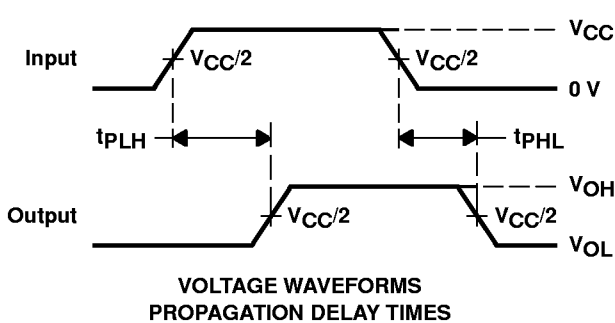 VCC
Input
VCC/2
VCC/2
0 V
tPLH
tPHL
VOH
Output
VCC/2
VCC/2
VOL
VOLTAGE WAVEFORMS
PROPAGATION DELAY TIMES